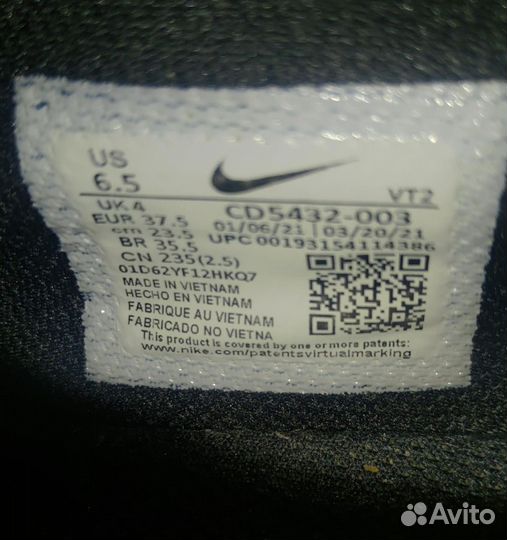 US
6.5
VT2
UK 4
CD5432-003
EUR 37.5
01/06/21 | 03/20/21
cm 23.5
UPC 00193154114386
BR 35.5
CN 235(2.5)
01D62YF12HKQ7
MADE IN VIETNAM
HECHO EN VIETNAM
FABRIQUE AU VIETNAM
FABRICADO NO VIETNA
This product is covered by one or more patents:
www.nike.com/patentsvirtualmarking
Avito